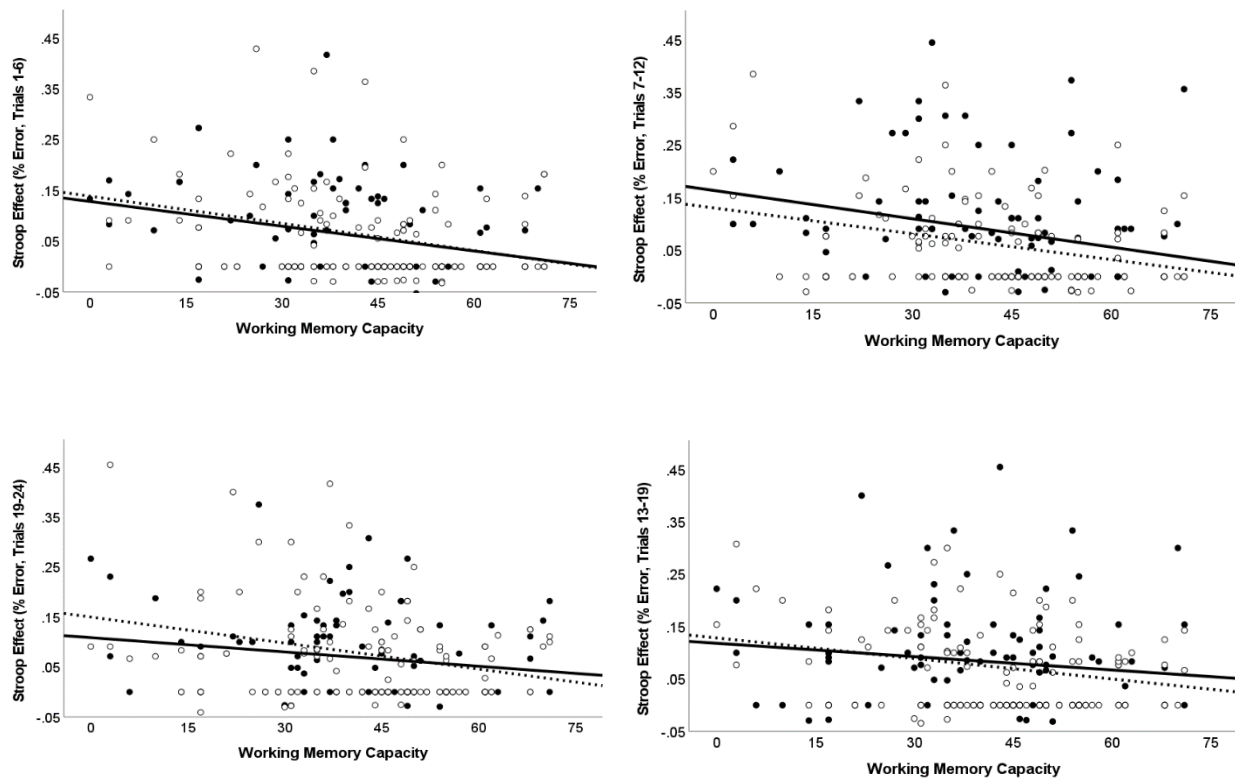 Stroop Effect (% Error, Trials 1-6)
.45
.35
.25
.15
.05
-.05
0 15 30 45 60 75
Working Memory Capacity
Stroop Effect (% Error, Trials 7-12)
.45
.35
.25
.15
.05
-.05
0 15 30 45 60 75
Working Memory Capacity
Stroop Effect (% Error, Trials 19-24)
.45
.35
.25
.15
.05
-.05
0 15 30 45 60 75
Working Memory Capacity
Stroop Effect (% Error, Trials 13-19)
.45
.35
.25
.15
.05
-.05
0 15 30 45 60 75
Working Memory Capacity